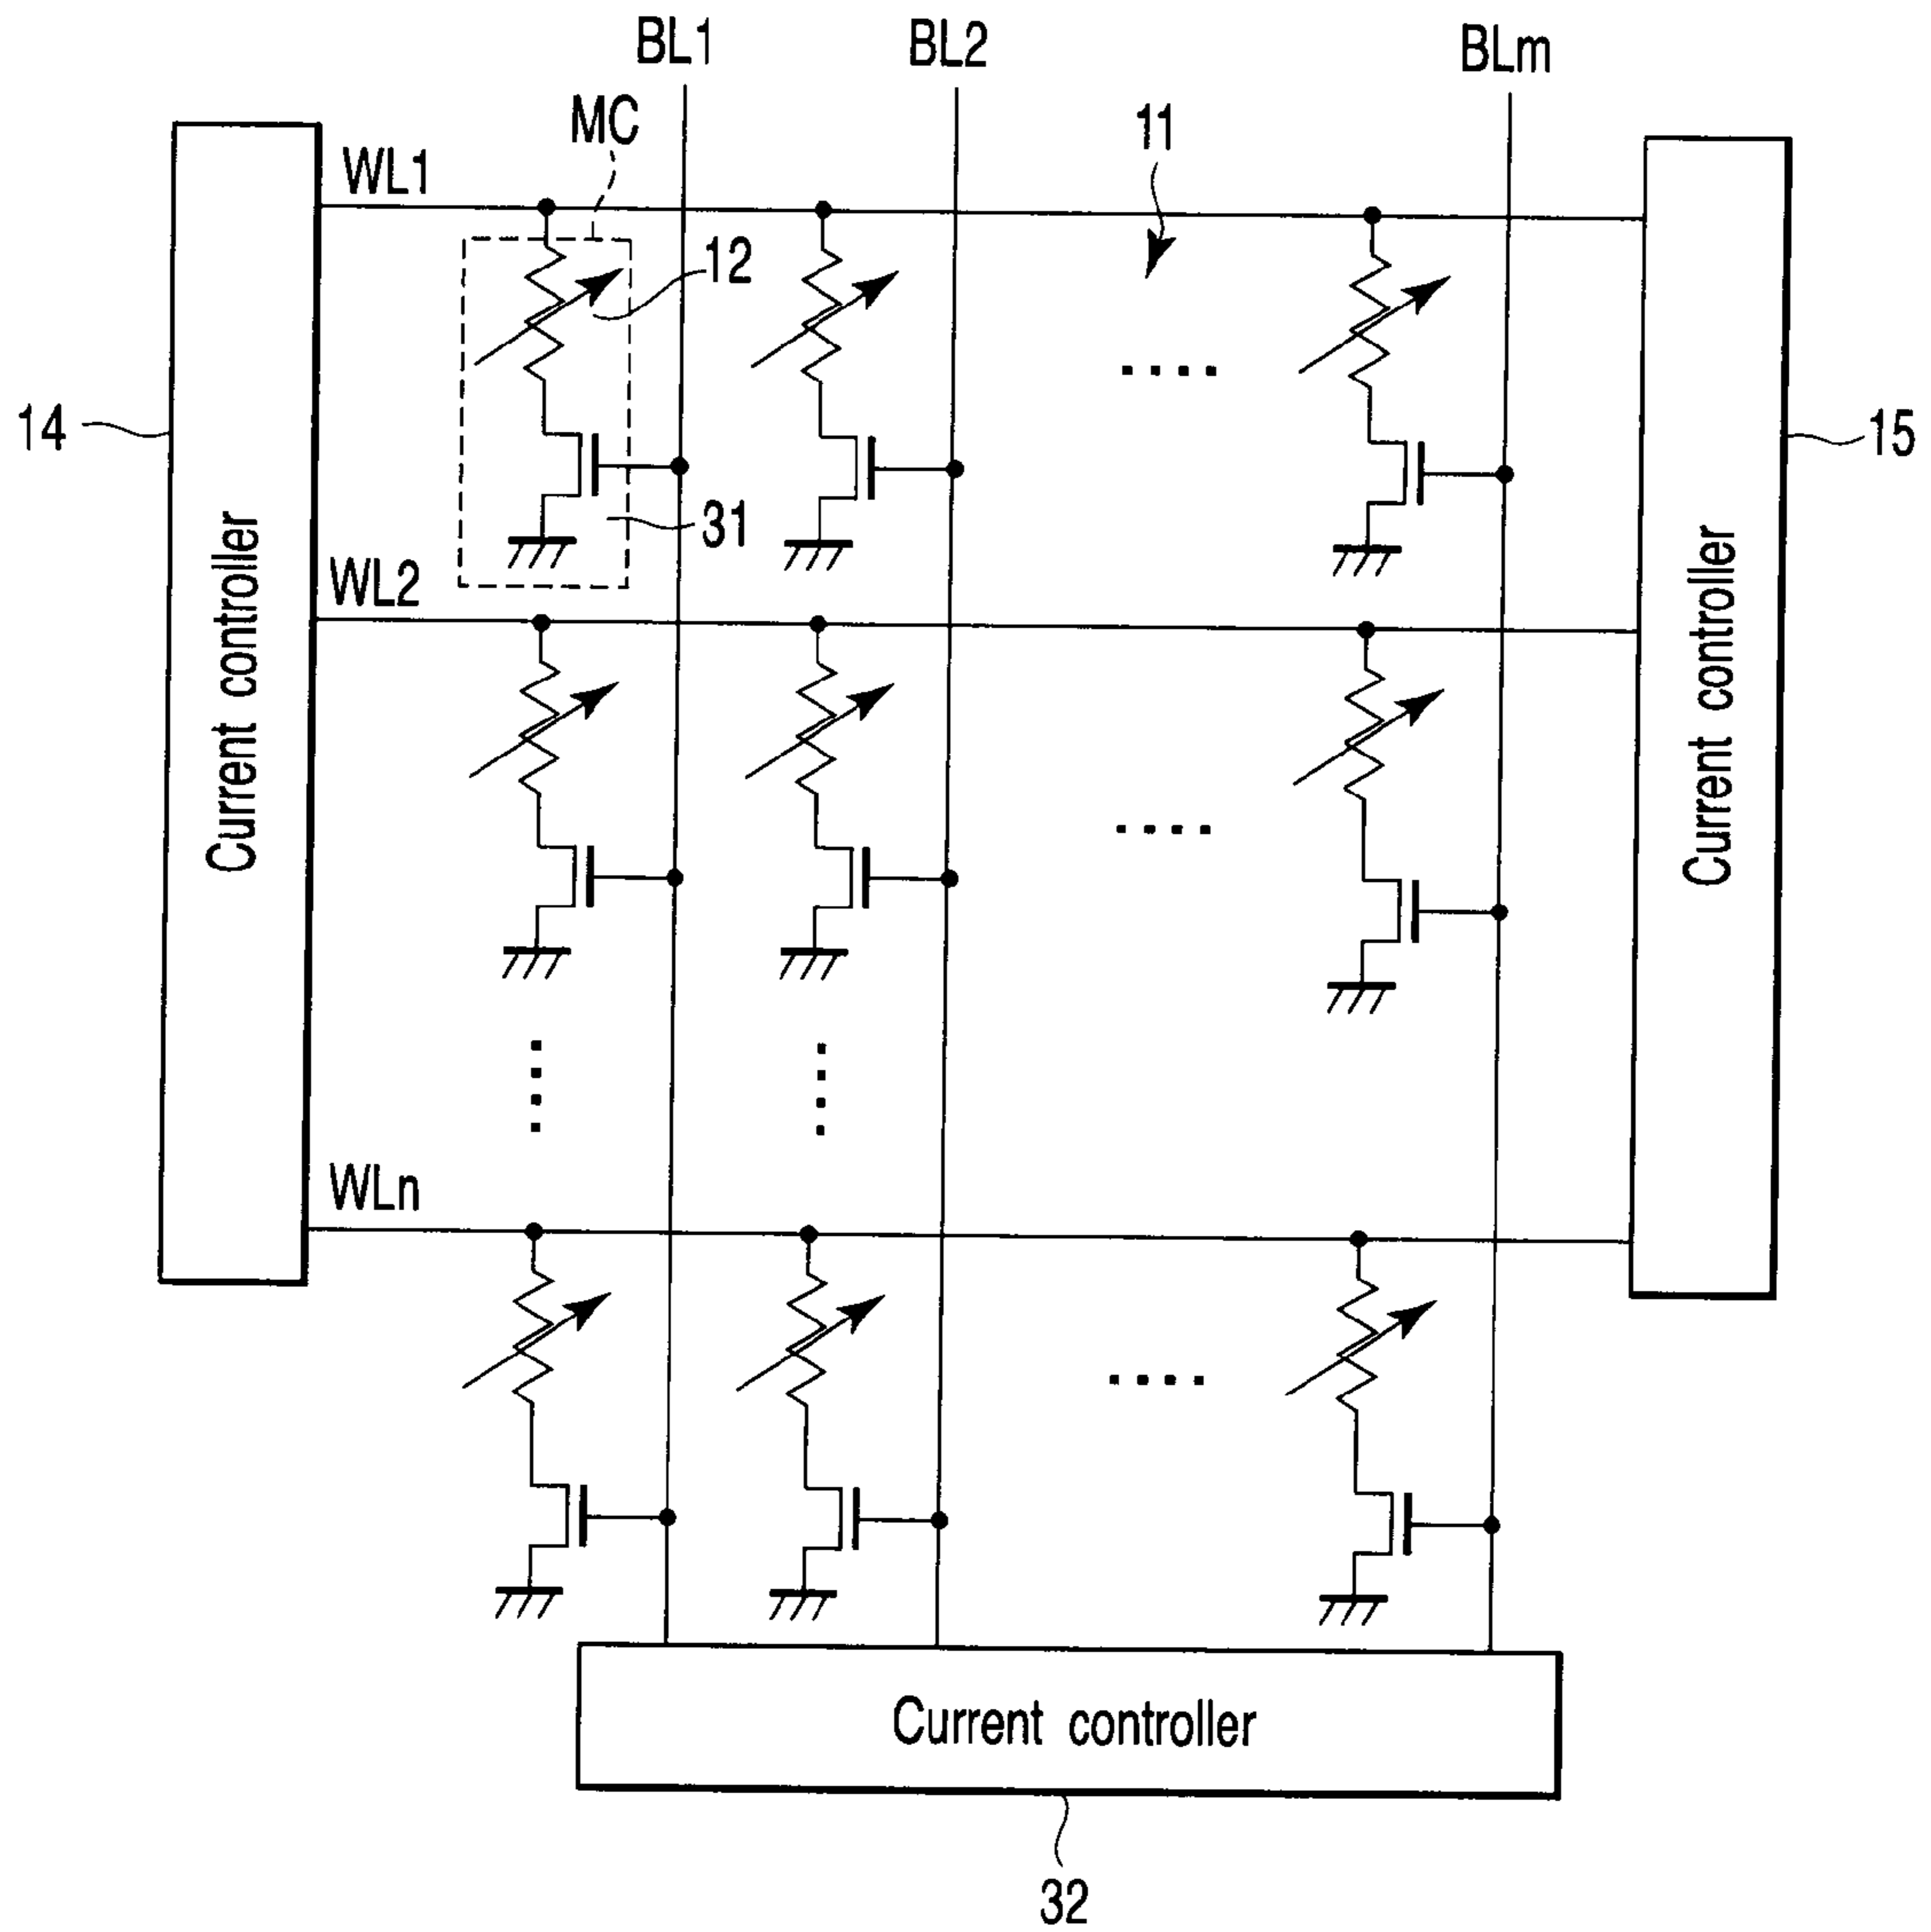 BL1
BL2
BLm
MC
11
WL1
12
14
15
31
Current controller
WL2
Current controller
WLn
Current controller
32